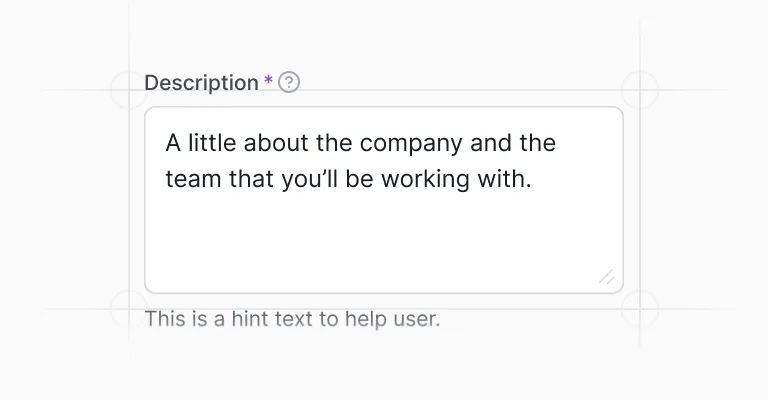 Description * ?
A little about the company and the
team that you’ll be working with.
This is a hint text to help user.